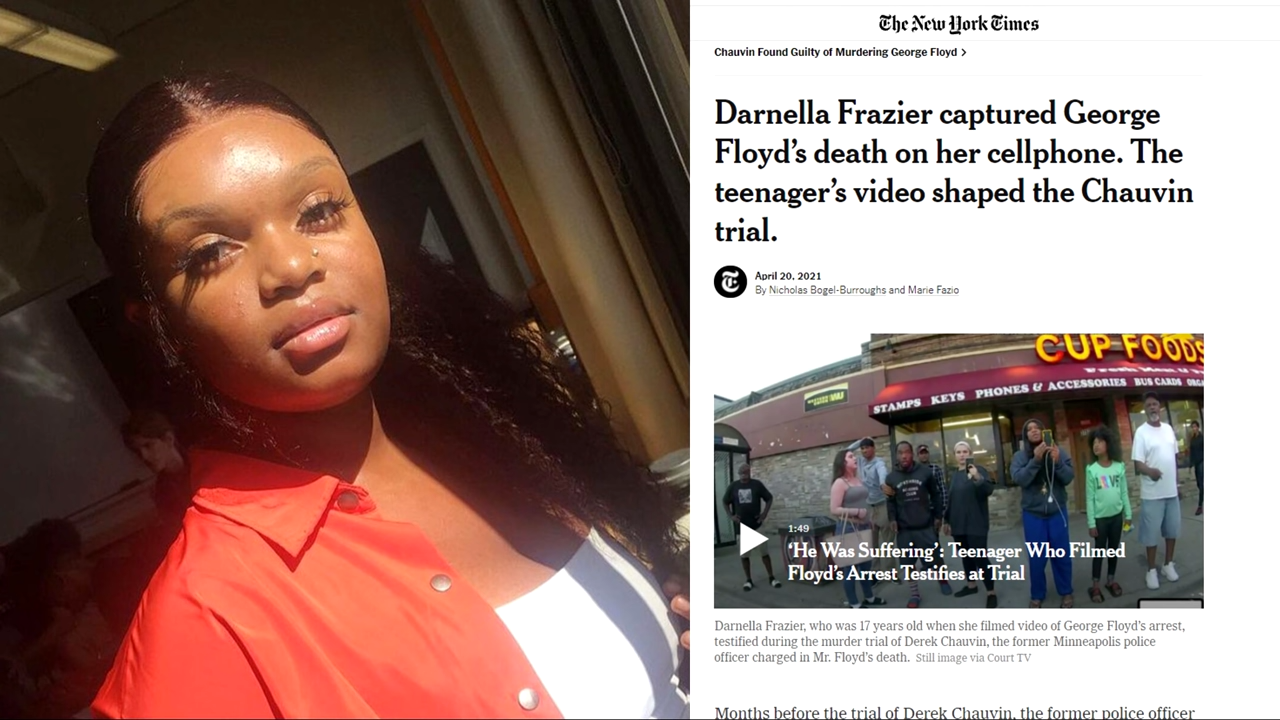 The New York Times
Chauvin Found Guilty of Murdering George Floyd >
Darnella Frazier captured George
Floyd’s death on her cellphone. The
teenager’s video shaped the Chauvin
trial.
April 20, 2021
By Nicholas Bogel-Burroughs and Marie Fazio
CUP FOODS
STAMPS KEYS PHONES & ACCESSORIES BUS CARDS
LOVE
1:49
‘He Was Suffering’: Teenager Who Filmed
Floyd’s Arrest Testifies at Trial
Darnella Frazier, who was 17 years old when she filmed video of George Floyd’s arrest,
testified during the murder trial of Derek Chauvin, the former Minneapolis police
officer charged in Mr. Floyd’s death. Still image via Court TV
Months before the trial of Derek Chauvin, the former police officer